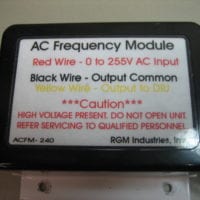 AC Frequency Module
Red Wire - 0 to 255V AC Input
Black Wire - Output Common
Yellow Wire - Output to DIU
***Caution***
HIGH VOLTAGE PRESENT. DO NOT OPEN UNIT.
REFER SERVICING TO QUALIFIED PERSONNEL.
ACFM - 240 RGM Industries, Inc.